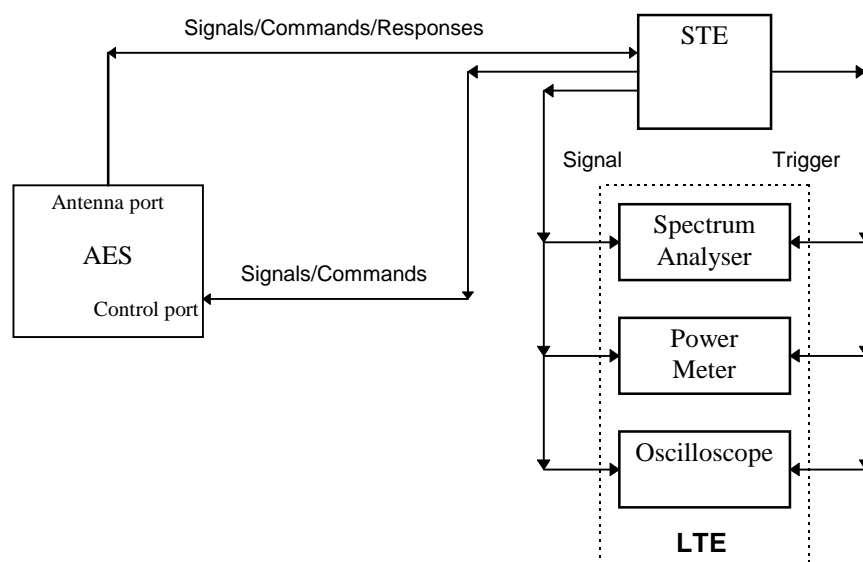 Signals/Commands/Responses
STE
Signal
Trigger
Antenna port
AES
Control port
Signals/Commands
Spectrum
Analyser
Power
Meter
Oscilloscope
LTE